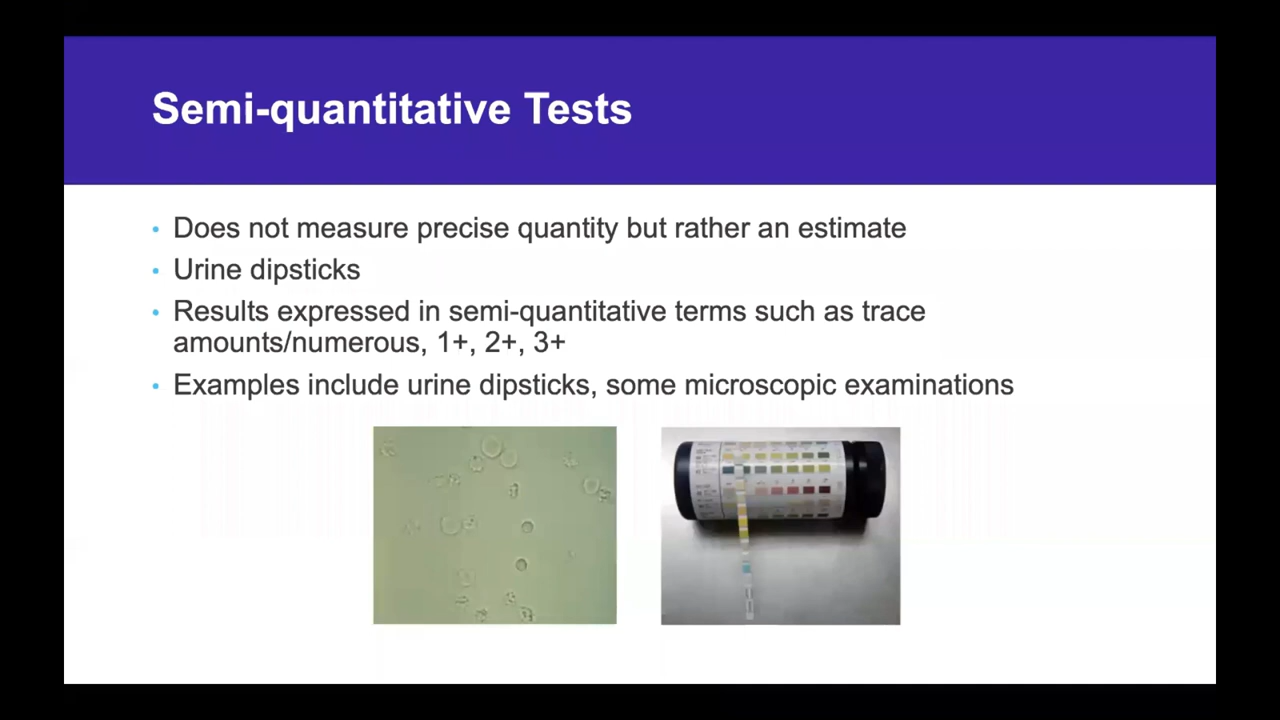 Semi-quantitative Tests
• Does not measure precise quantity but rather an estimate
• Urine dipsticks
• Results expressed in semi-quantitative terms such as trace
amounts/numerous, 1+, 2+, 3+
• Examples include urine dipsticks, some microscopic examinations